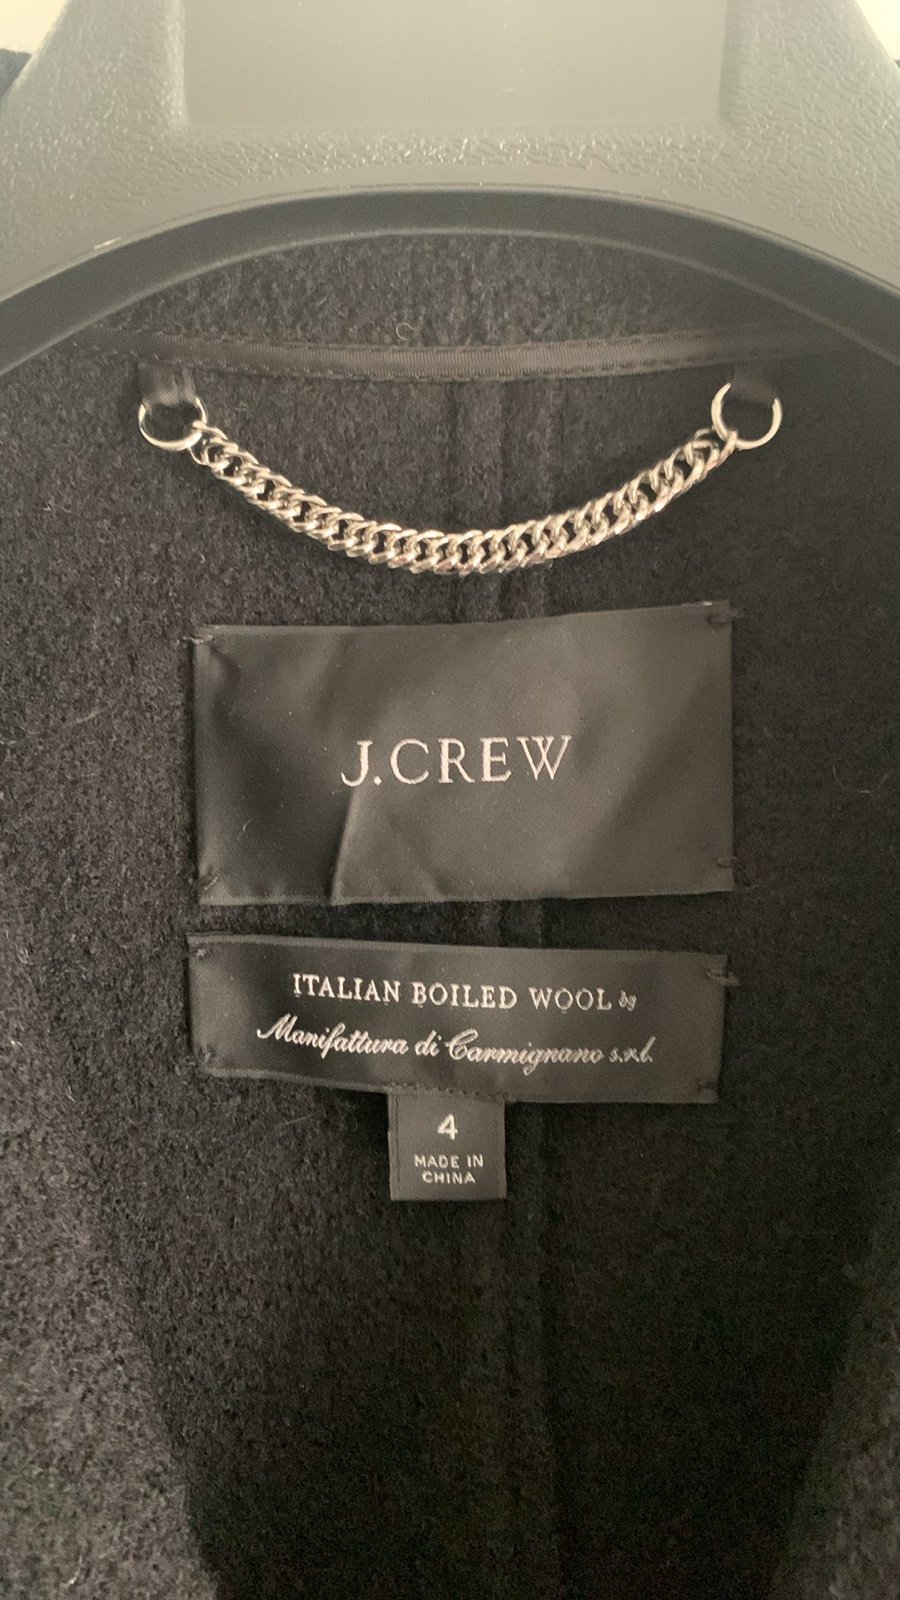 J.CREW
ITALIAN BOILED WOOL by
Manifattura di Carmignano s.r.l.
4
MADE IN
CHINA